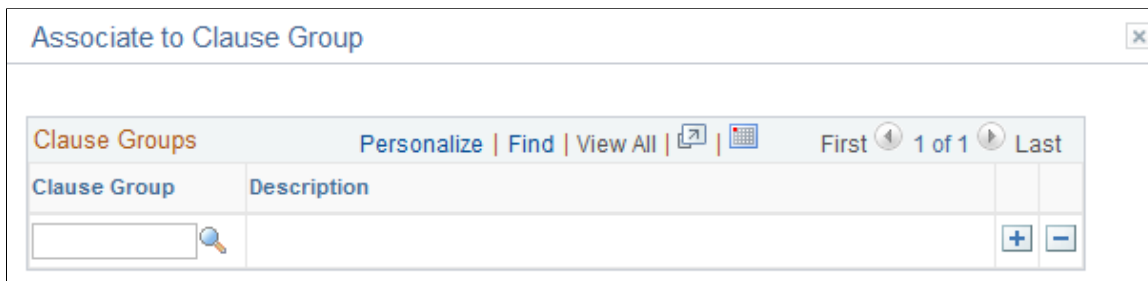 Associate to Clause Group
Clause Groups Personalize | Find | View All | | First 1 of 1 Last
Clause Group Description